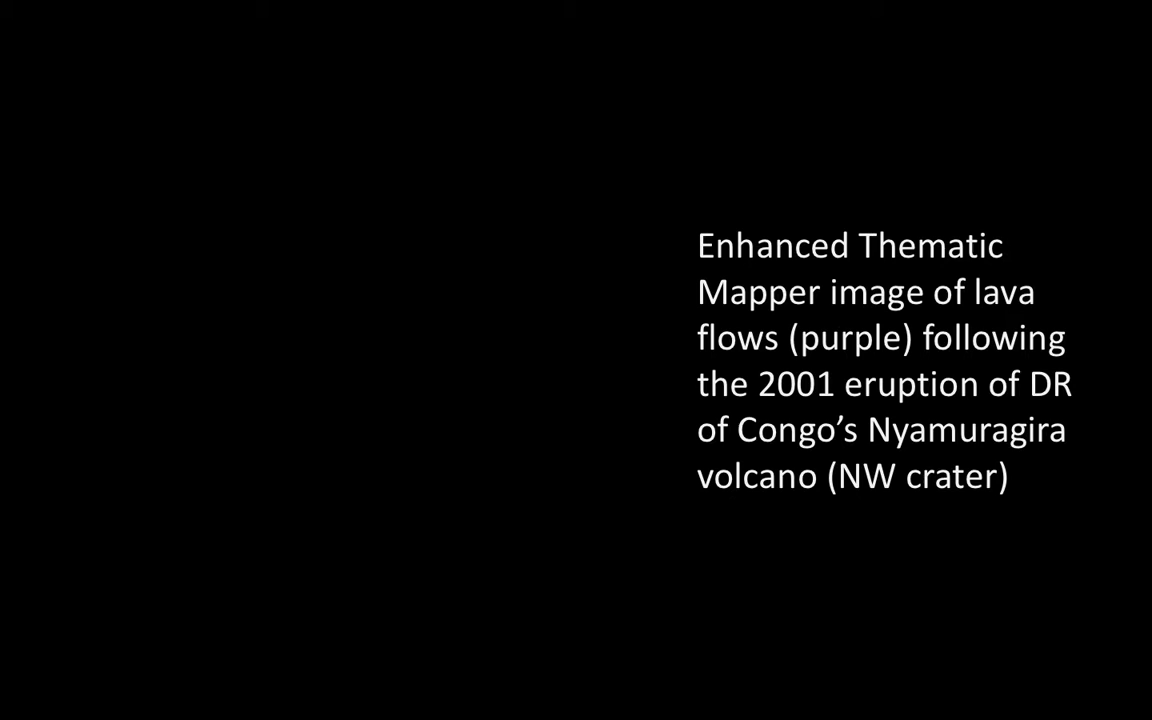 Enhanced Thematic
Mapper image of lava
flows (purple) following
the 2001 eruption of DR
of Congo’s Nyamuragira
volcano (NW crater)